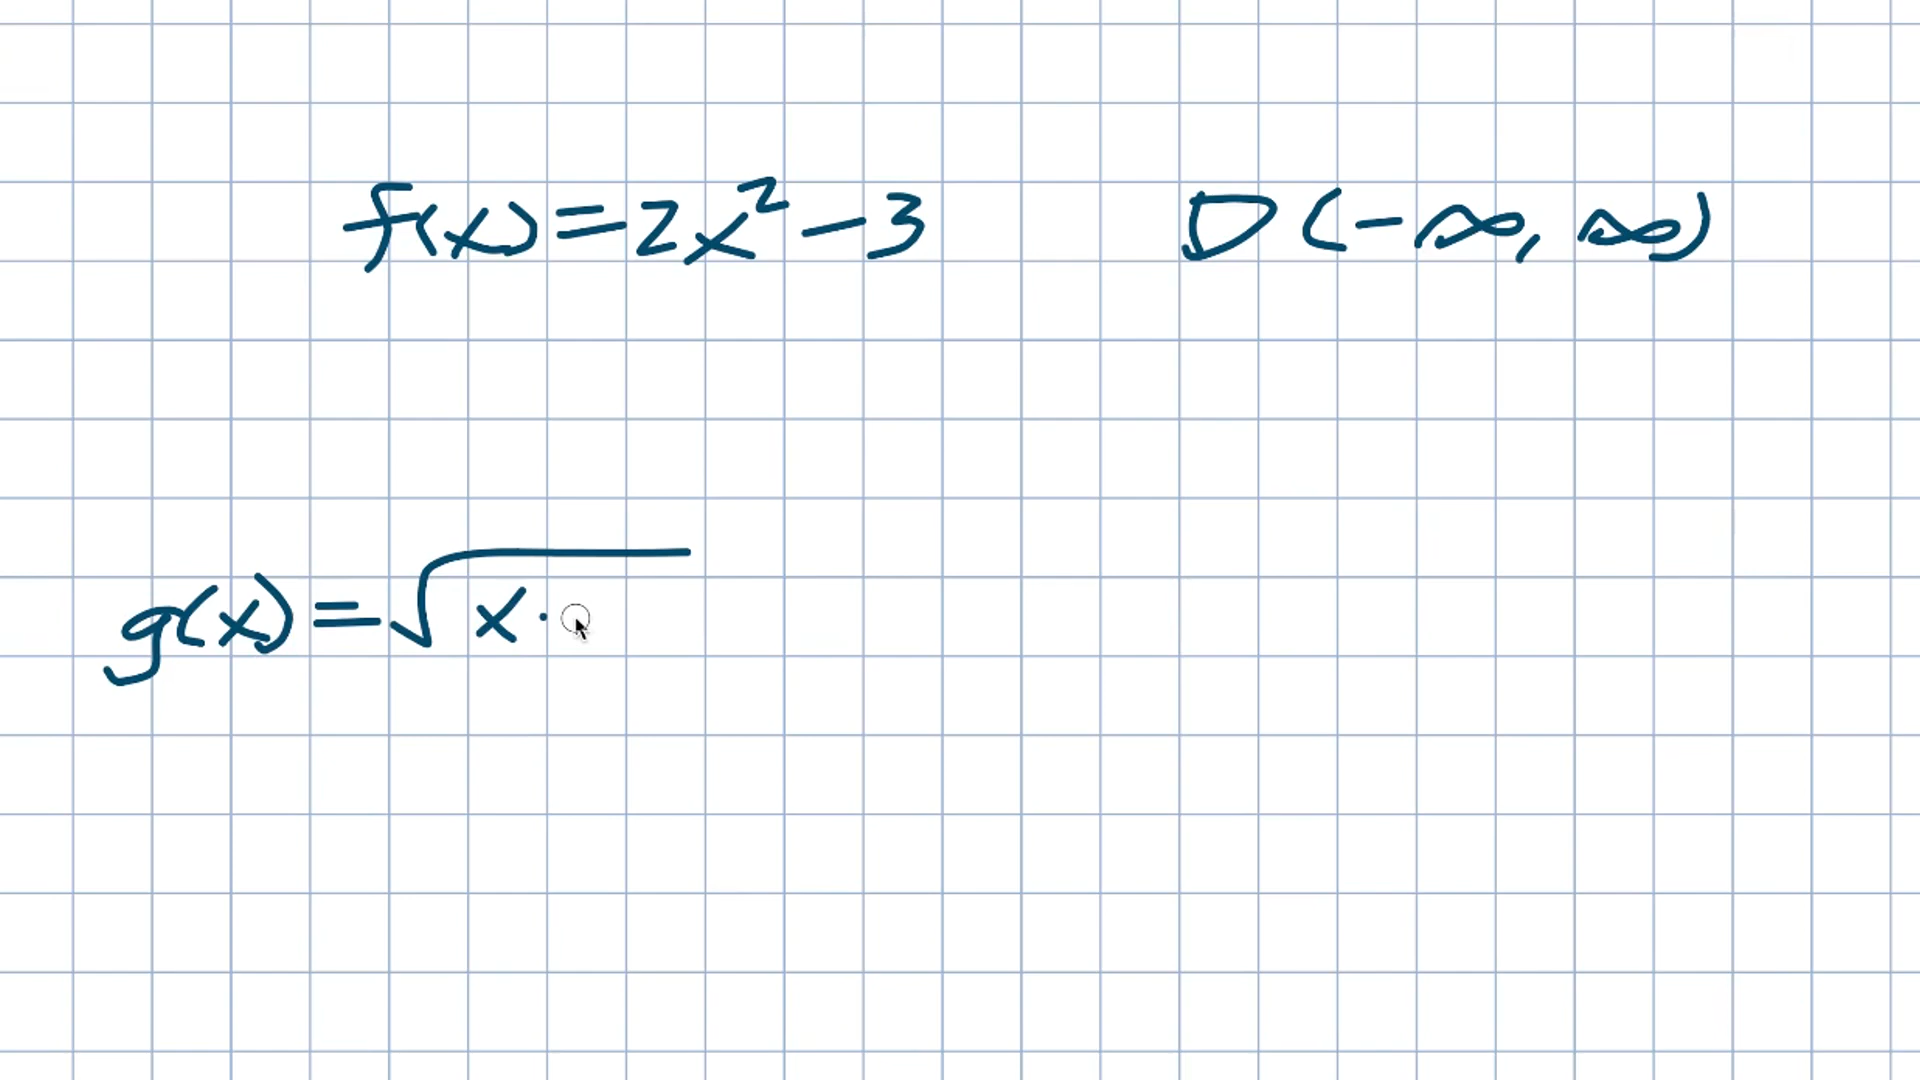 f(x)=2x²-3 D(-∞, ∞)
g(x)=√x·